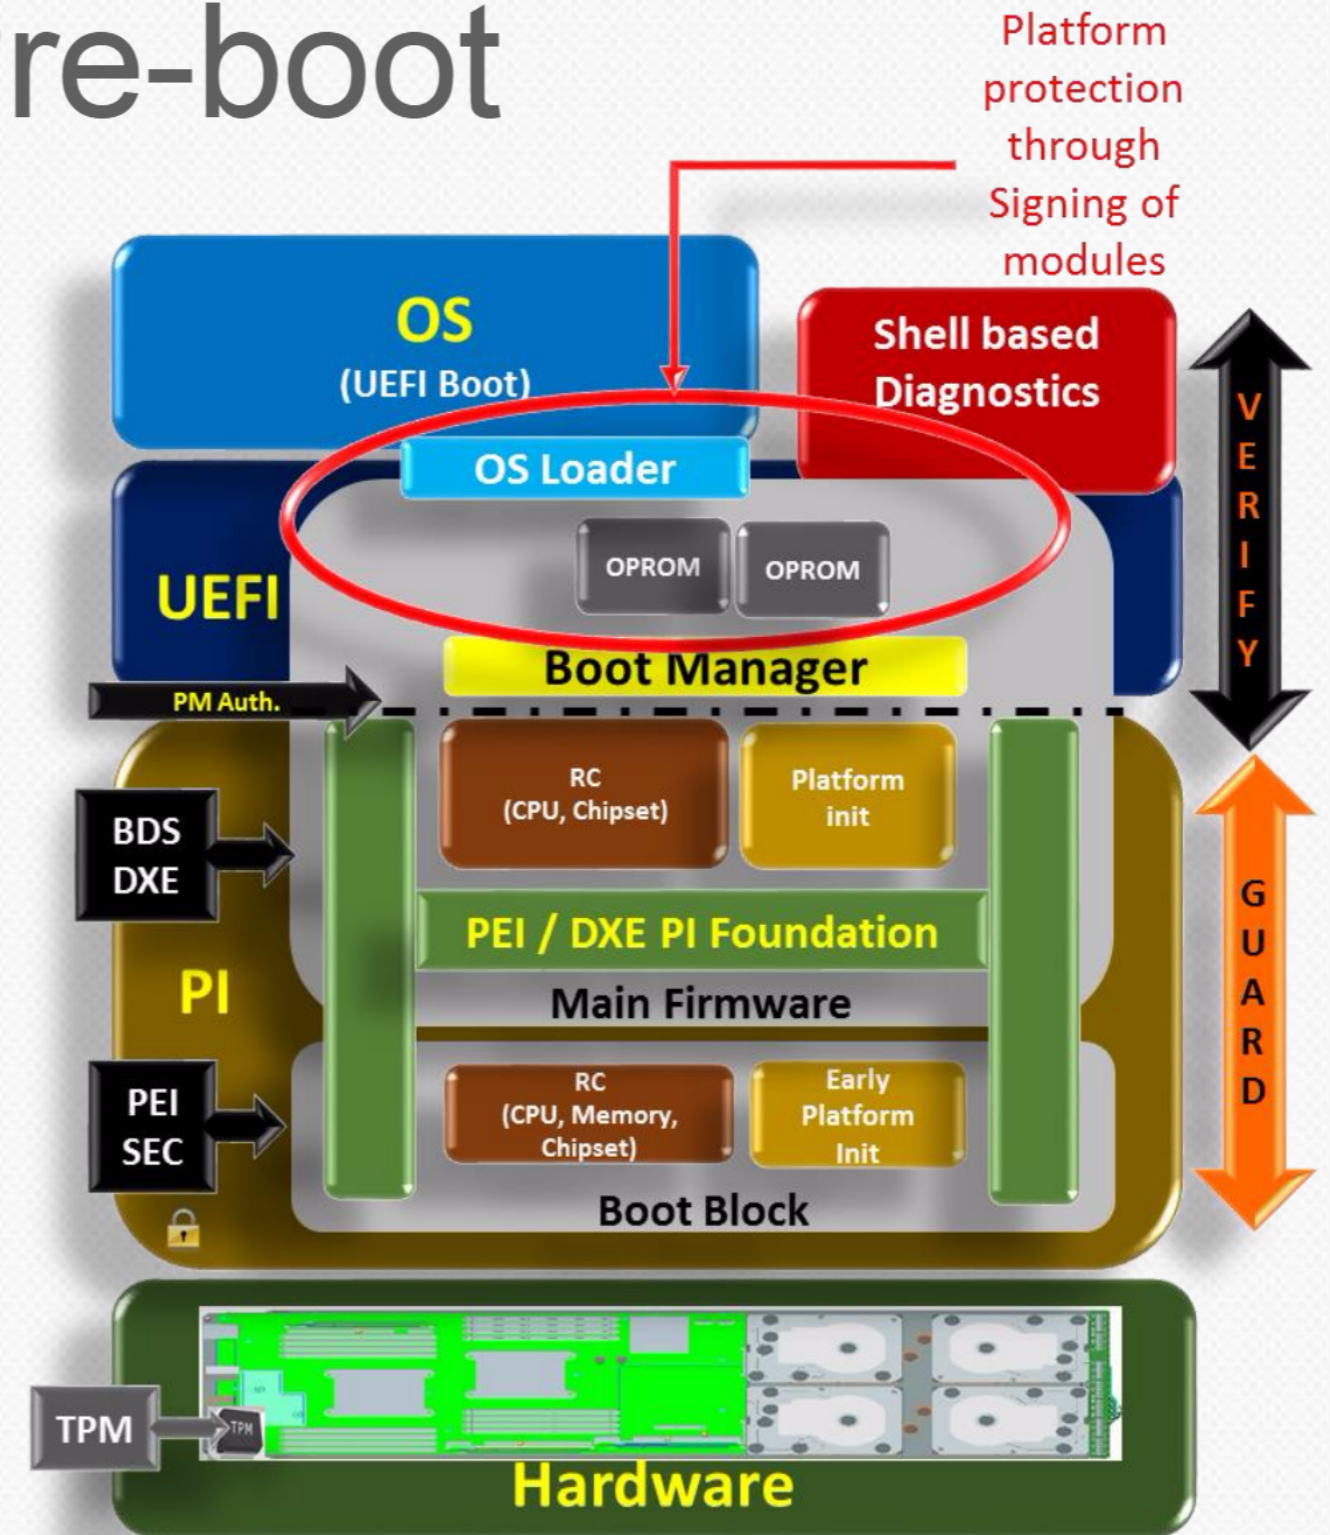 re-boot
Platform
protection
through
Signing of
modules
OS
(UEFI Boot)
Shell based
Diagnostics
OS Loader
OPROM
OPROM
UEFI
Boot Manager
PM Auth.
VERIFY
RC
(CPU, Chipset)
Platform
init
BDS
DXE
PEI / DXE PI Foundation
PI
Main Firmware
GUARD
PEI
SEC
RC
(CPU, Memory,
Chipset)
Early
Platform
Init
Boot Block
TPM
TPM
Hardware